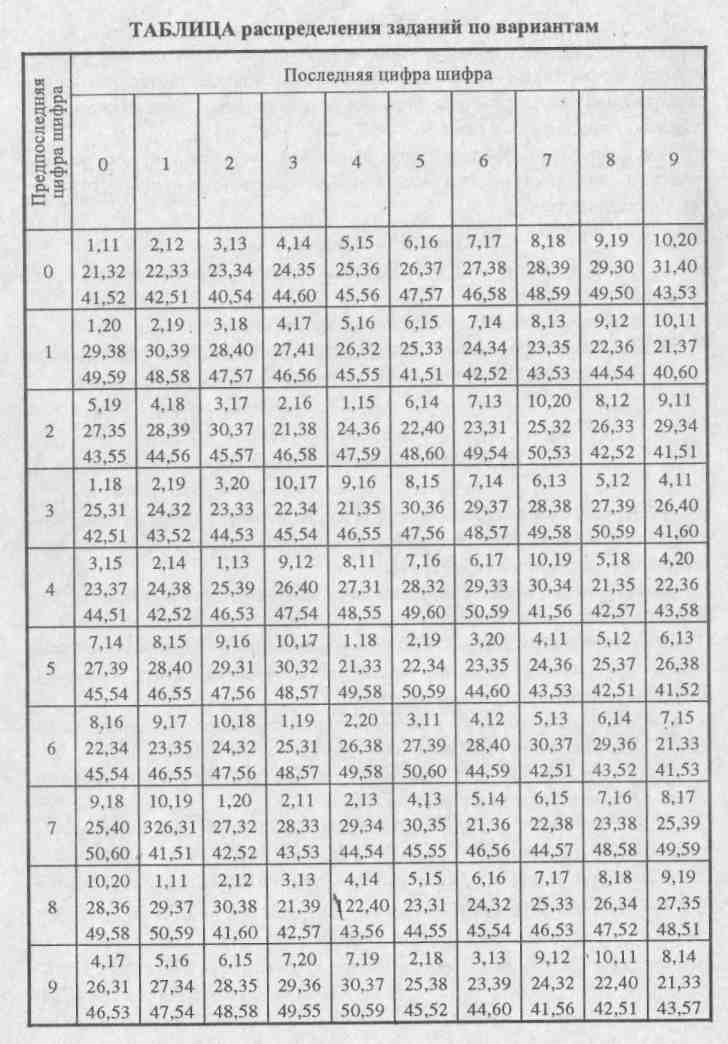 ТАБЛИЦА распределения заданий по вариантам
Предпоследняя цифра шифра
Последняя цифра шифра
0 1 2 3 4 5 6 7 8 9
1,11 2,12 3,13 4,14 5,15 6,16 7,17 8,18 9,19 10,20
0 21,32 22,33 23,34 24,35 25,36 26,37 27,38 28,39 29,30 31,40
41,52 42,51 40,54 44,60 45,56 47,57 46,58 48,59 49,50 43,53
1,20 2,19 3,18 4,17 5,16 6,15 7,14 8,13 9,12 10,11
1 29,38 30,39 28,40 27,41 26,32 25,33 24,34 23,35 22,36 21,37
49,59 48,58 47,57 46,56 45,55 41,51 42,52 43,53 44,54 40,60
5,19 4,18 3,17 2,16 1,15 6,14 7,13 10,20 8,12 9,11
2 27,35 28,39 30,37 21,38 24,36 22,40 23,31 25,32 26,33 29,34
43,55 44,56 45,57 46,58 47,59 48,60 49,54 50,53 42,52 41,51
1,18 2,19 3,20 10,17 9,16 8,15 7,14 6,13 5,12 4,11
3 25,31 24,32 23,33 22,34 21,35 30,36 29,37 28,38 27,39 26,40
42,51 43,52 44,53 45,54 46,55 47,56 48,57 49,58 50,59 41,60
3,15 2,14 1,13 9,12 8,11 7,16 6,17 10,19 5,18 4,20
4 23,37 24,38 25,39 26,40 27,31 28,32 29,33 30,34 21,35 22,36
44,51 42,52 46,53 47,54 48,55 49,60 50,59 41,56 42,57 43,58
7,14 8,15 9,16 10,17 1,18 2,19 3,20 4,11 5,12 6,13
5 27,39 28,40 29,31 30,32 21,33 22,34 23,35 24,36 25,37 26,38
45,54 46,55 47,56 48,57 49,58 50,59 44,60 43,53 42,51 41,52
8,16 9,17 10,18 1,19 2,20 3,11 4,12 5,13 6,14 7,15
6 22,34 23,35 24,32 25,31 26,38 27,39 28,40 30,37 29,36 21,33
45,54 46,55 47,56 48,57 49,58 50,60 44,59 42,51 43,52 41,53
9,18 10,19 1,20 2,11 2,13 4,13 5,14 6,15 7,16 8,17
7 25,40 326,31 27,32 28,33 29,34 30,35 21,36 22,38 23,38 25,39
50,60 41,51 42,52 43,53 44,54 45,55 46,56 44,57 48,58 49,59
10,20 1,11 2,12 3,13 4,14 5,15 6,16 7,17 8,18 9,19
8 28,36 29,37 30,38 21,39 122,40 23,31 24,32 25,33 26,34 27,35
49,58 50,59 41,60 42,57 43,56 44,55 45,54 46,53 47,52 48,51
4,17 5,16 6,15 7,20 7,19 2,18 3,13 9,12 10,11 8,14
9 26,31 27,34 28,35 29,36 30,37 25,38 23,39 24,32 22,40 21,33
46,53 47,54 48,58 49,55 50,59 45,52 44,60 41,56 42,51 43,57